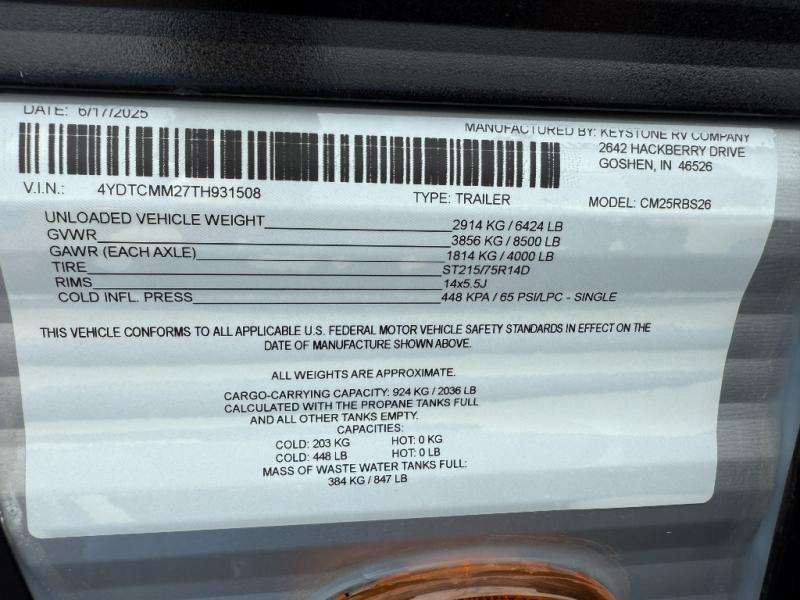 DATE: 6/17/2025
MANUFACTURED BY: KEYSTONE RV COMPANY
2642 HACKBERRY DRIVE
GOSHEN, IN 46526
V.I.N.: 4YDTCMM27TH931508 TYPE: TRAILER MODEL: CM25RBS26
UNLOADED VEHICLE WEIGHT 2914 KG / 6424 LB
GVWR 3856 KG / 8500 LB
GAWR (EACH AXLE) 1814 KG / 4000 LB
TIRE ST215/75R14D
RIMS 14x5.5J
COLD INFL. PRESS 448 KPA / 65 PSI/LPC - SINGLE
THIS VEHICLE CONFORMS TO ALL APPLICABLE U.S. FEDERAL MOTOR VEHICLE SAFETY STANDARDS IN EFFECT ON THE
DATE OF MANUFACTURE SHOWN ABOVE.
ALL WEIGHTS ARE APPROXIMATE.
CARGO-CARRYING CAPACITY: 924 KG / 2036 LB
CALCULATED WITH THE PROPANE TANKS FULL
AND ALL OTHER TANKS EMPTY.
CAPACITIES:
COLD: 203 KG HOT: 0 KG
COLD: 448 LB HOT: 0 LB
MASS OF WASTE WATER TANKS FULL:
384 KG / 847 LB